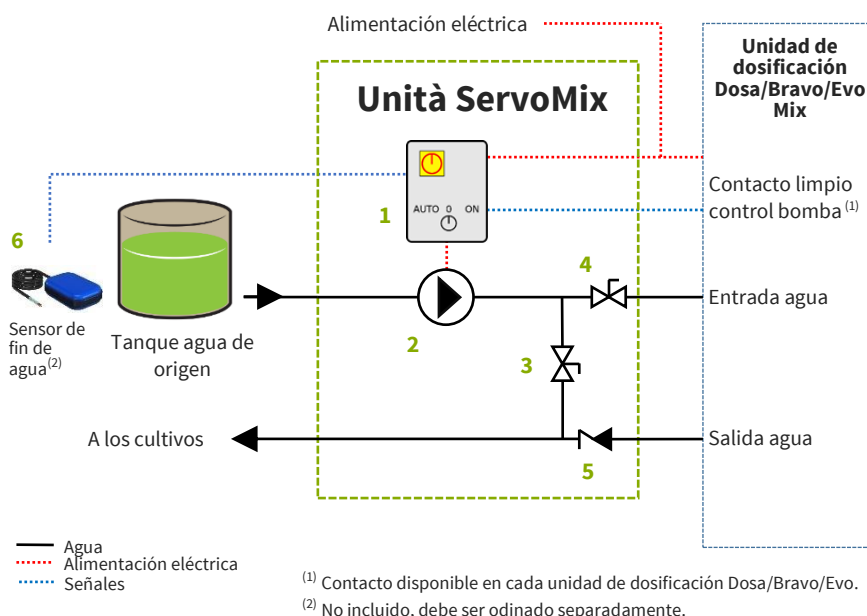 Alimentación eléctrica
Unidad de
dosificación
Dosa/Bravo/Evo
Mix
Unità ServoMix
AUTO 0 ON
1
Contacto limpio
control bomba (1)
6
4
Entrada agua
2
Sensor de
fin de
agua(2)
Tanque agua de
origen
3
A los cultivos
Salida agua
5
Agua
Alimentación eléctrica
Señales
(1) Contacto disponible en cada unidad de dosificación Dosa/Bravo/Evo.
(2) No incluido, debe ser odinado separadamente.